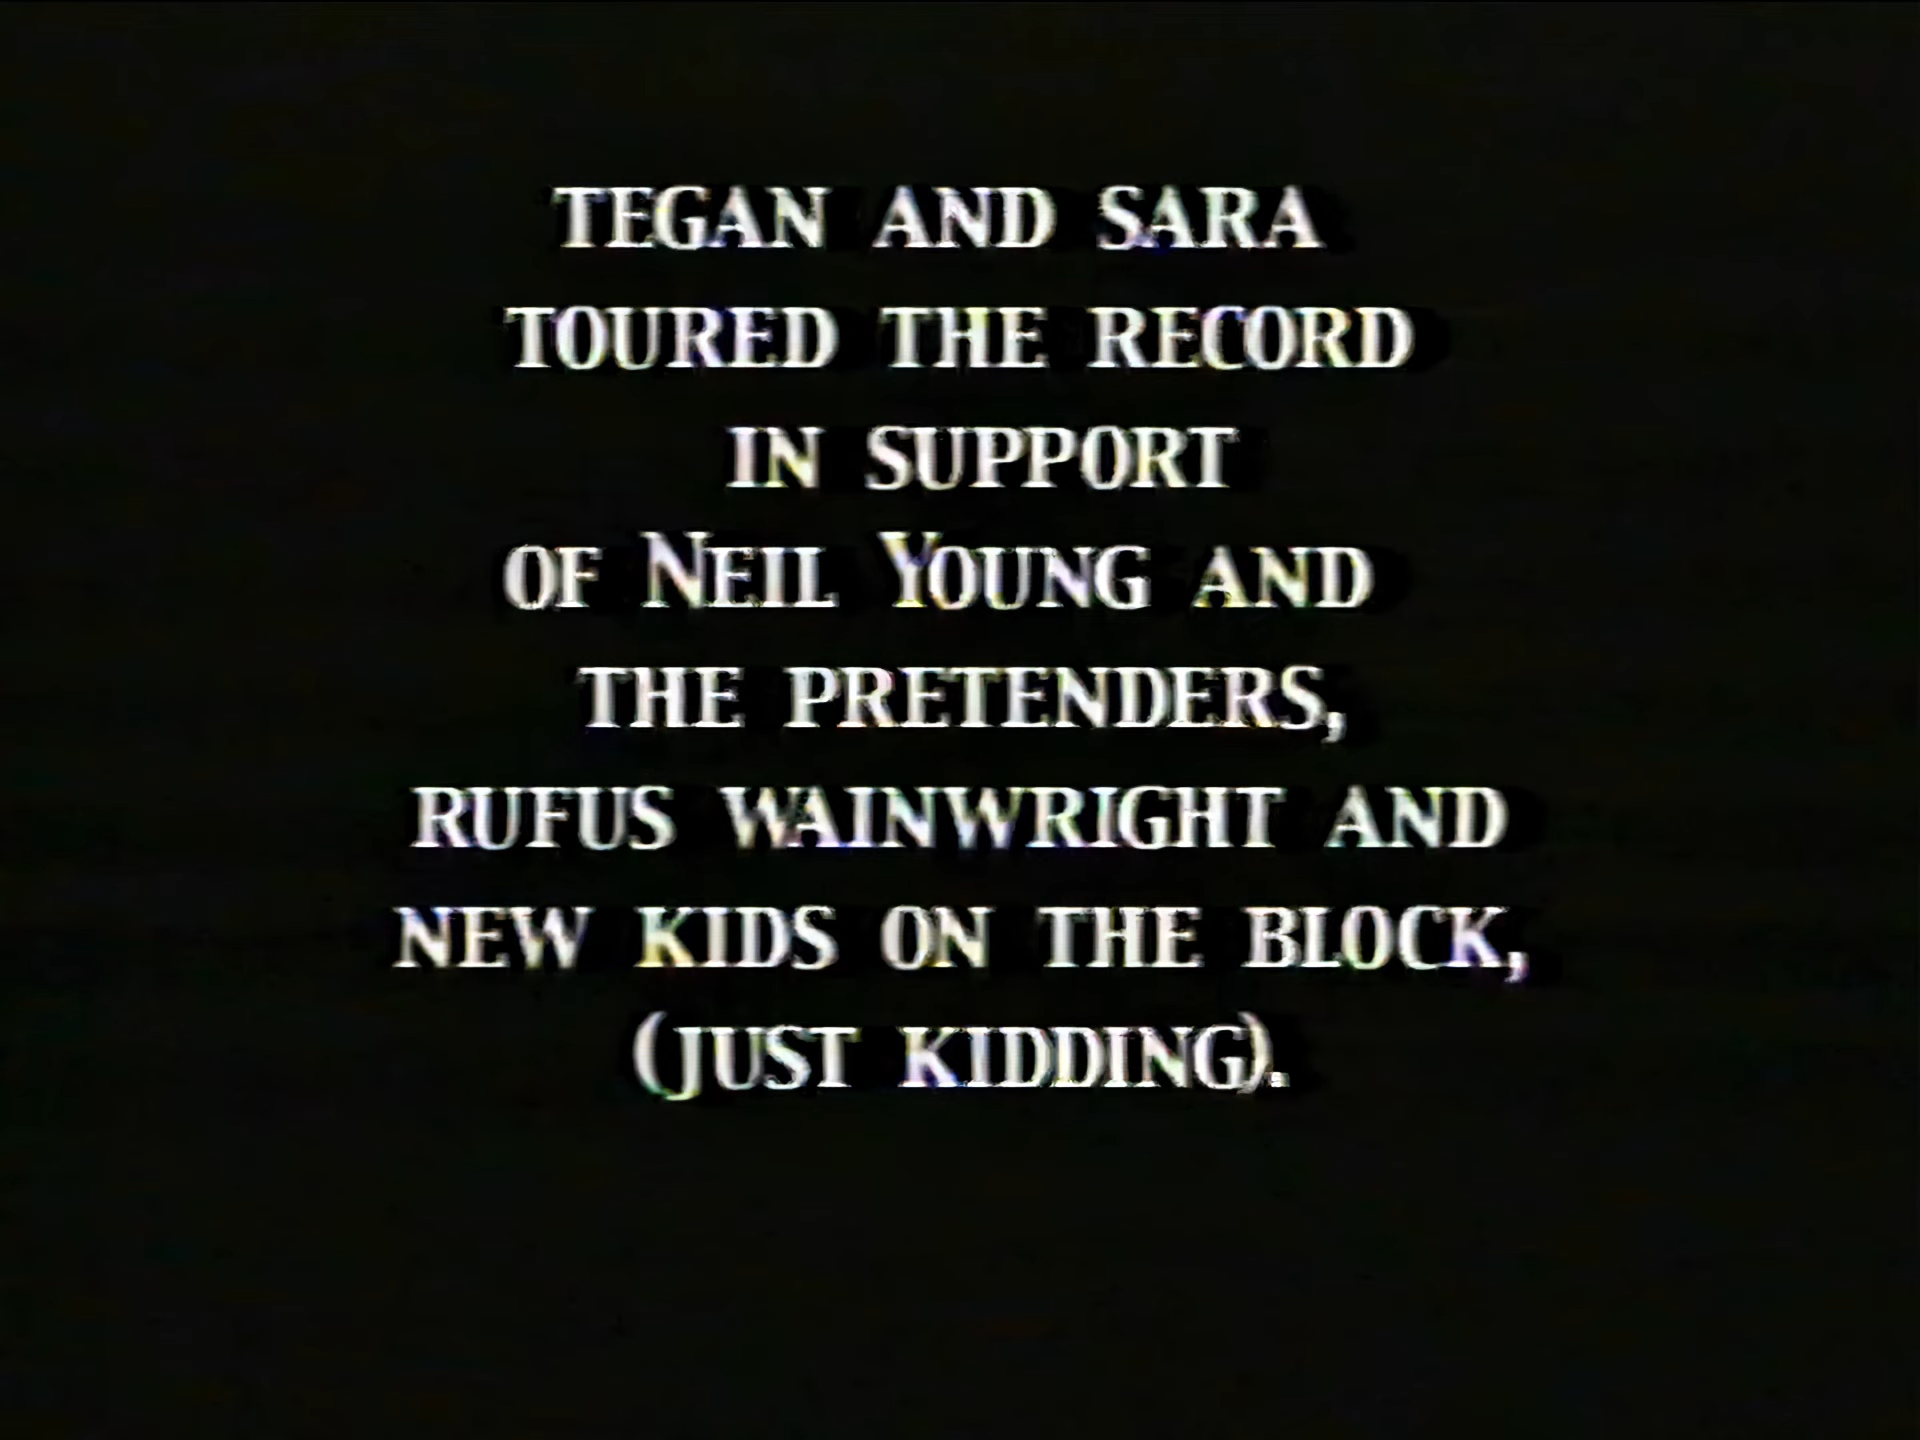 TEGAN AND SARA
TOURED THE RECORD
IN SUPPORT
OF NEIL YOUNG AND
THE PRETENDERS,
RUFUS WAINWRIGHT AND
NEW KIDS ON THE BLOCK,
(JUST KIDDING).